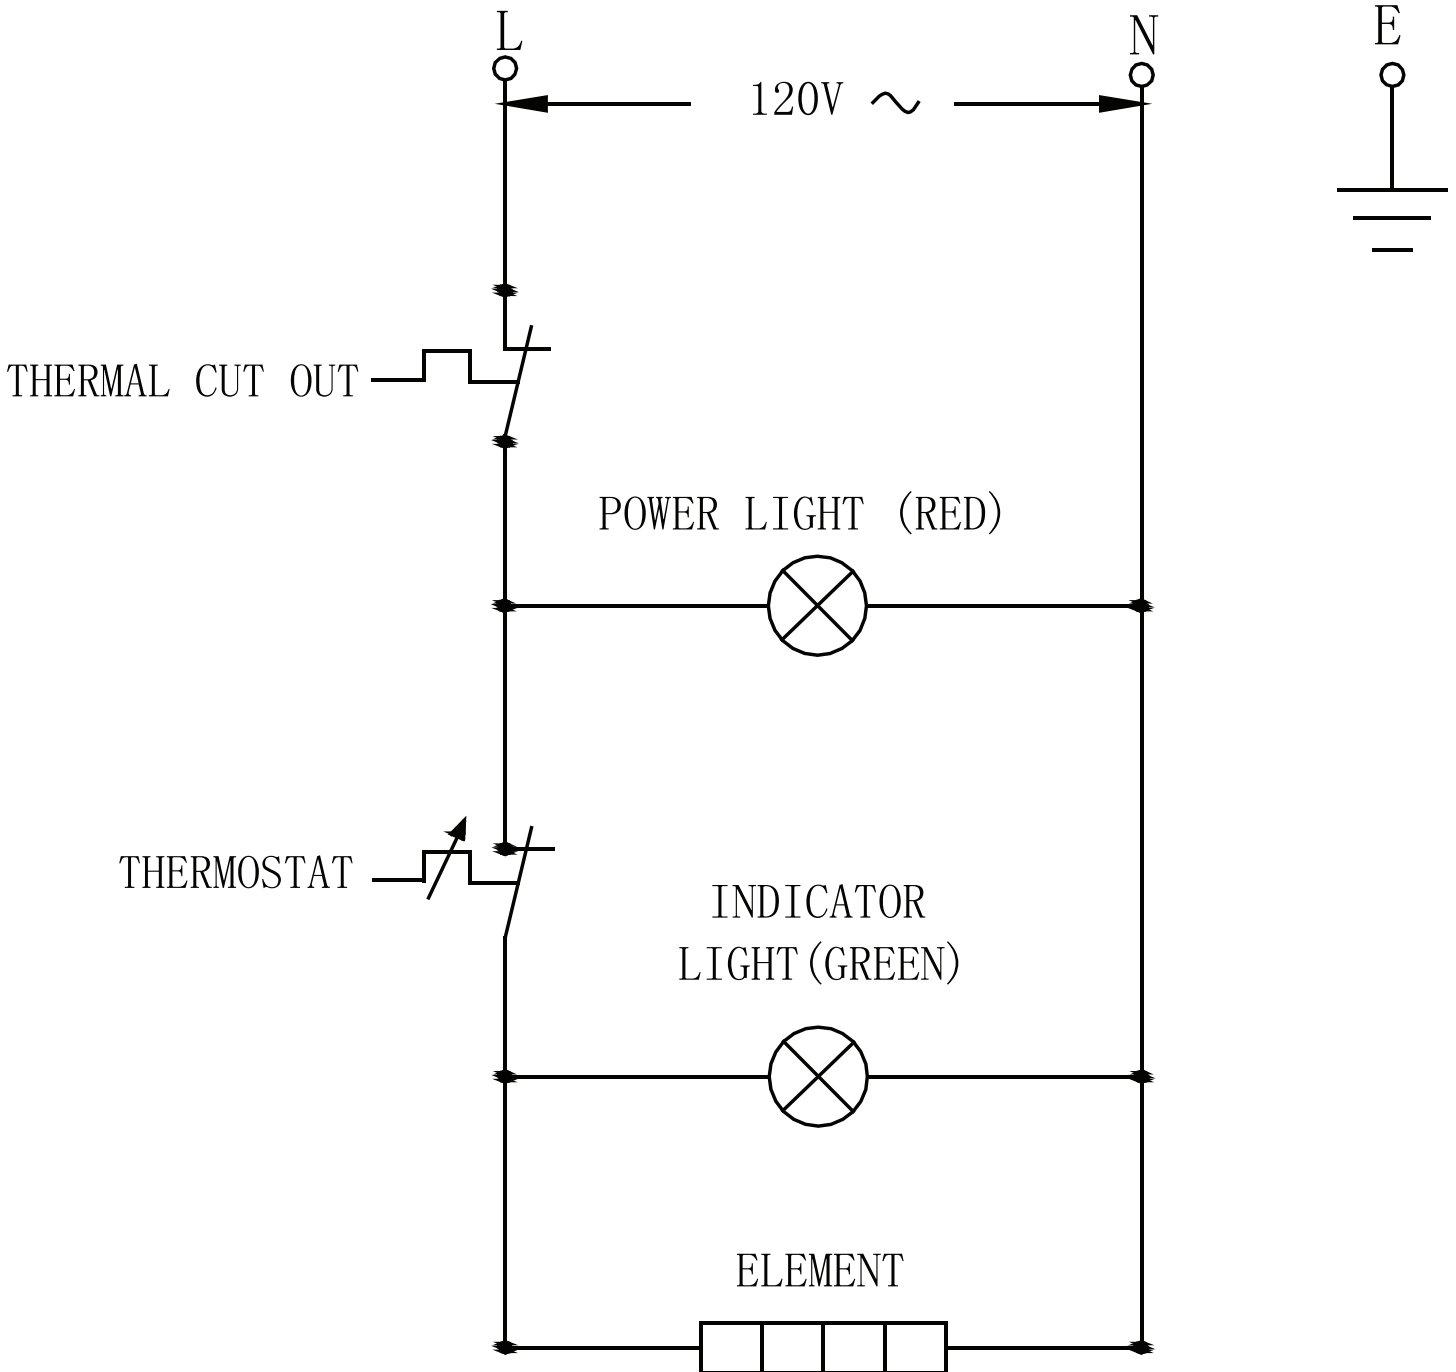 L
N
E
120V ~
THERMAL CUT OUT
POWER LIGHT (RED)
THERMOSTAT
INDICATOR
LIGHT(GREEN)
ELEMENT